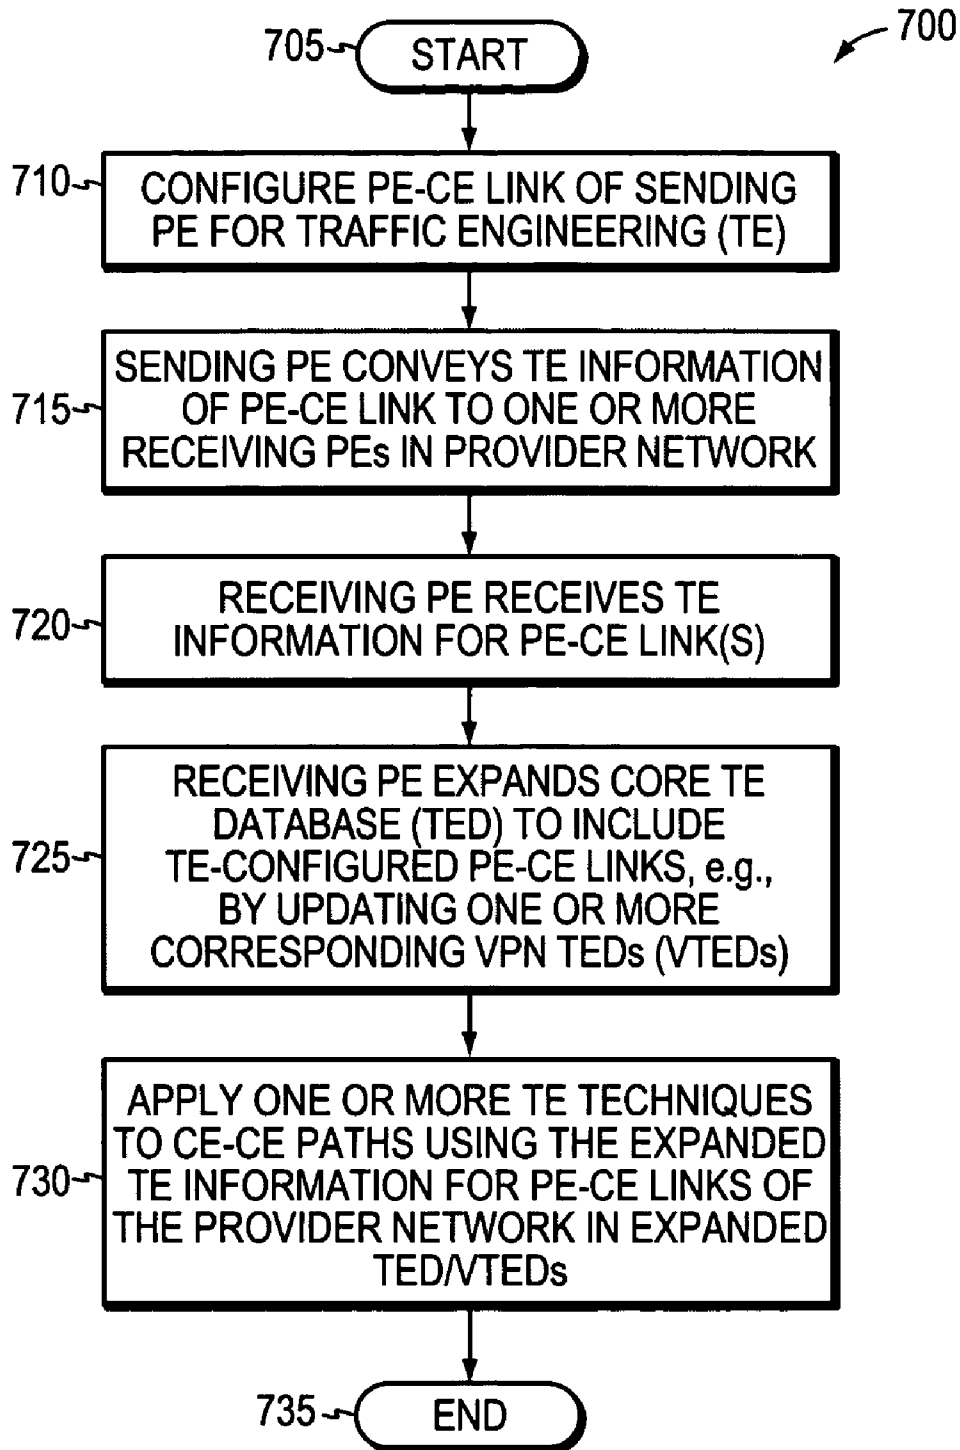 700
705
START
710
CONFIGURE PE-CE LINK OF SENDING
PE FOR TRAFFIC ENGINEERING (TE)
715
SENDING PE CONVEYS TE INFORMATION
OF PE-CE LINK TO ONE OR MORE
RECEIVING PEs IN PROVIDER NETWORK
720
RECEIVING PE RECEIVES TE
INFORMATION FOR PE-CE LINK(S)
725
RECEIVING PE EXPANDS CORE TE
DATABASE (TED) TO INCLUDE
TE-CONFIGURED PE-CE LINKS, e.g.,
BY UPDATING ONE OR MORE
CORRESPONDING VPN TEDs (VTEDs)
730
APPLY ONE OR MORE TE TECHNIQUES
TO CE-CE PATHS USING THE EXPANDED
TE INFORMATION FOR PE-CE LINKS OF
THE PROVIDER NETWORK IN EXPANDED
TED/VTEDs
735
END